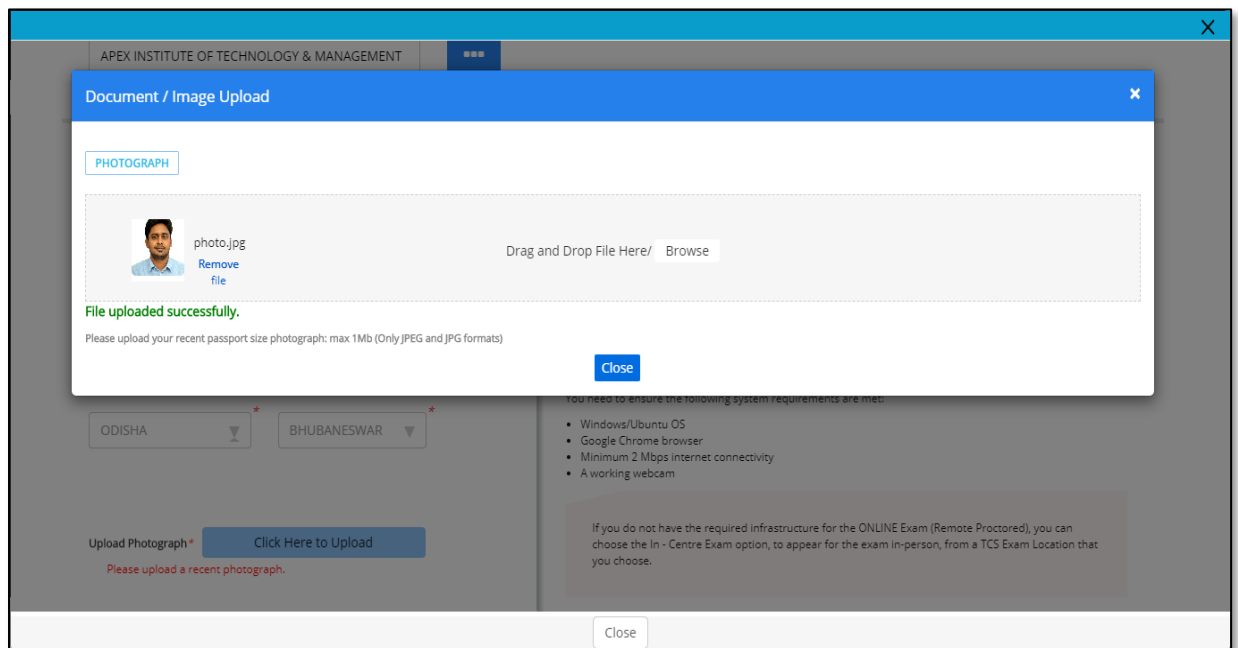 X
APEX INSTITUTE OF TECHNOLOGY & MANAGEMENT
Document / Image Upload
×
PHOTOGRAPH
photo.jpg
Remove
file
Drag and Drop File Here/ Browse
File uploaded successfully.
Please upload your recent passport size photograph: max 1Mb (Only JPEG and JPG formats)
Close
You need to ensure the following system requirements are met:
ODISHA * BHUBANESWAR *
• Windows/Ubuntu OS
• Google Chrome browser
• Minimum 2 Mbps internet connectivity
• A working webcam
Upload Photograph* Click Here to Upload
Please upload a recent photograph.
If you do not have the required infrastructure for the ONLINE Exam (Remote Proctored), you can
choose the In - Centre Exam option, to appear for the exam in-person, from a TCS Exam Location that
you choose.
Close